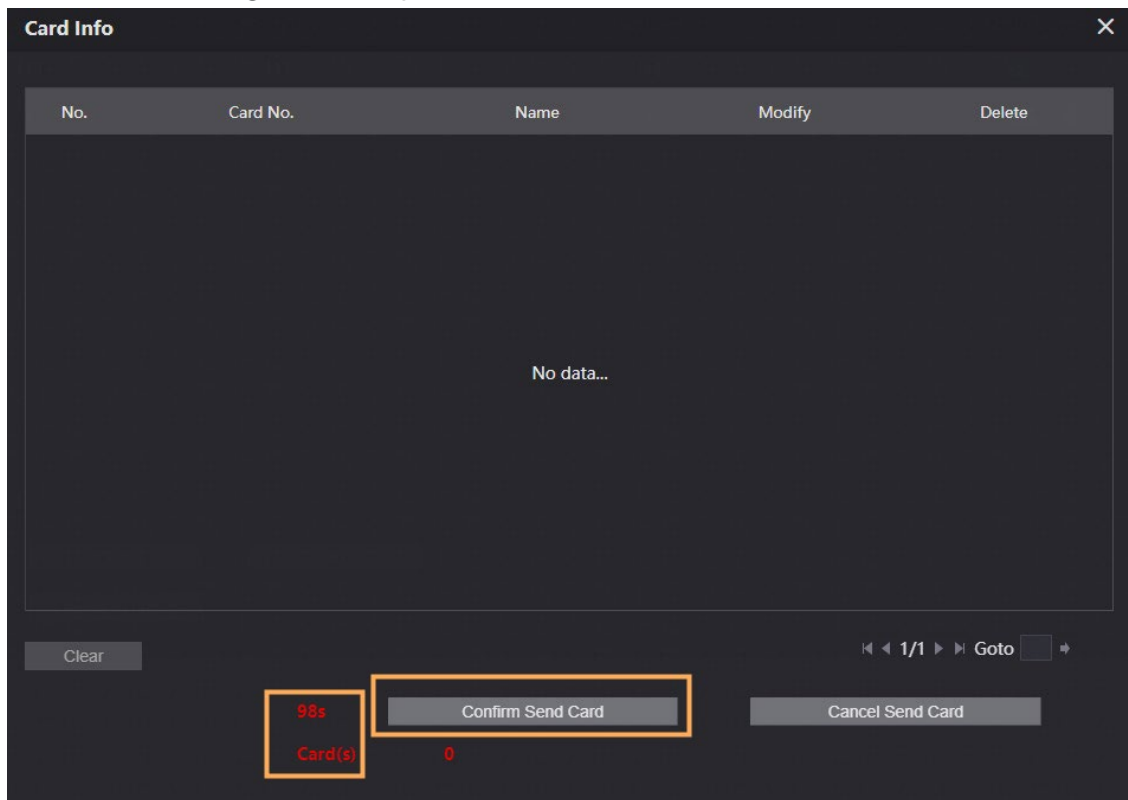 Card Info
No. Card No. Name Modify Delete
No data...
Clear 1/1 Goto
98s Confirm Send Card Cancel Send Card
Card(s) 0